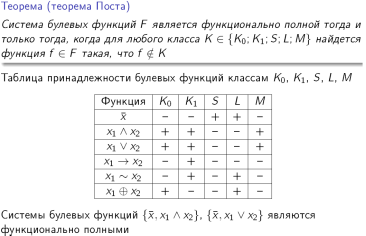 Теорема (теорема Поста)
Система булевых функций F является функционально полной тогда и
только тогда, когда для любого класса K ∈ {K₀; K₁; S; L; M} найдется
функция f ∈ F такая, что f ∉ K
Таблица принадлежности булевых функций классам K₀, K₁, S, L, M
Функция K₀ K₁ S L M
x̄ – – + + –
x₁ ∧ x₂ + + – – +
x₁ ∨ x₂ + + – – +
x₁ → x₂ – + – – –
x₁ ∼ x₂ – + – + –
x₁ ⊕ x₂ + – – + –
Системы булевых функций {x̄, x₁ ∧ x₂}, {x̄, x₁ ∨ x₂} являются
функционально полными